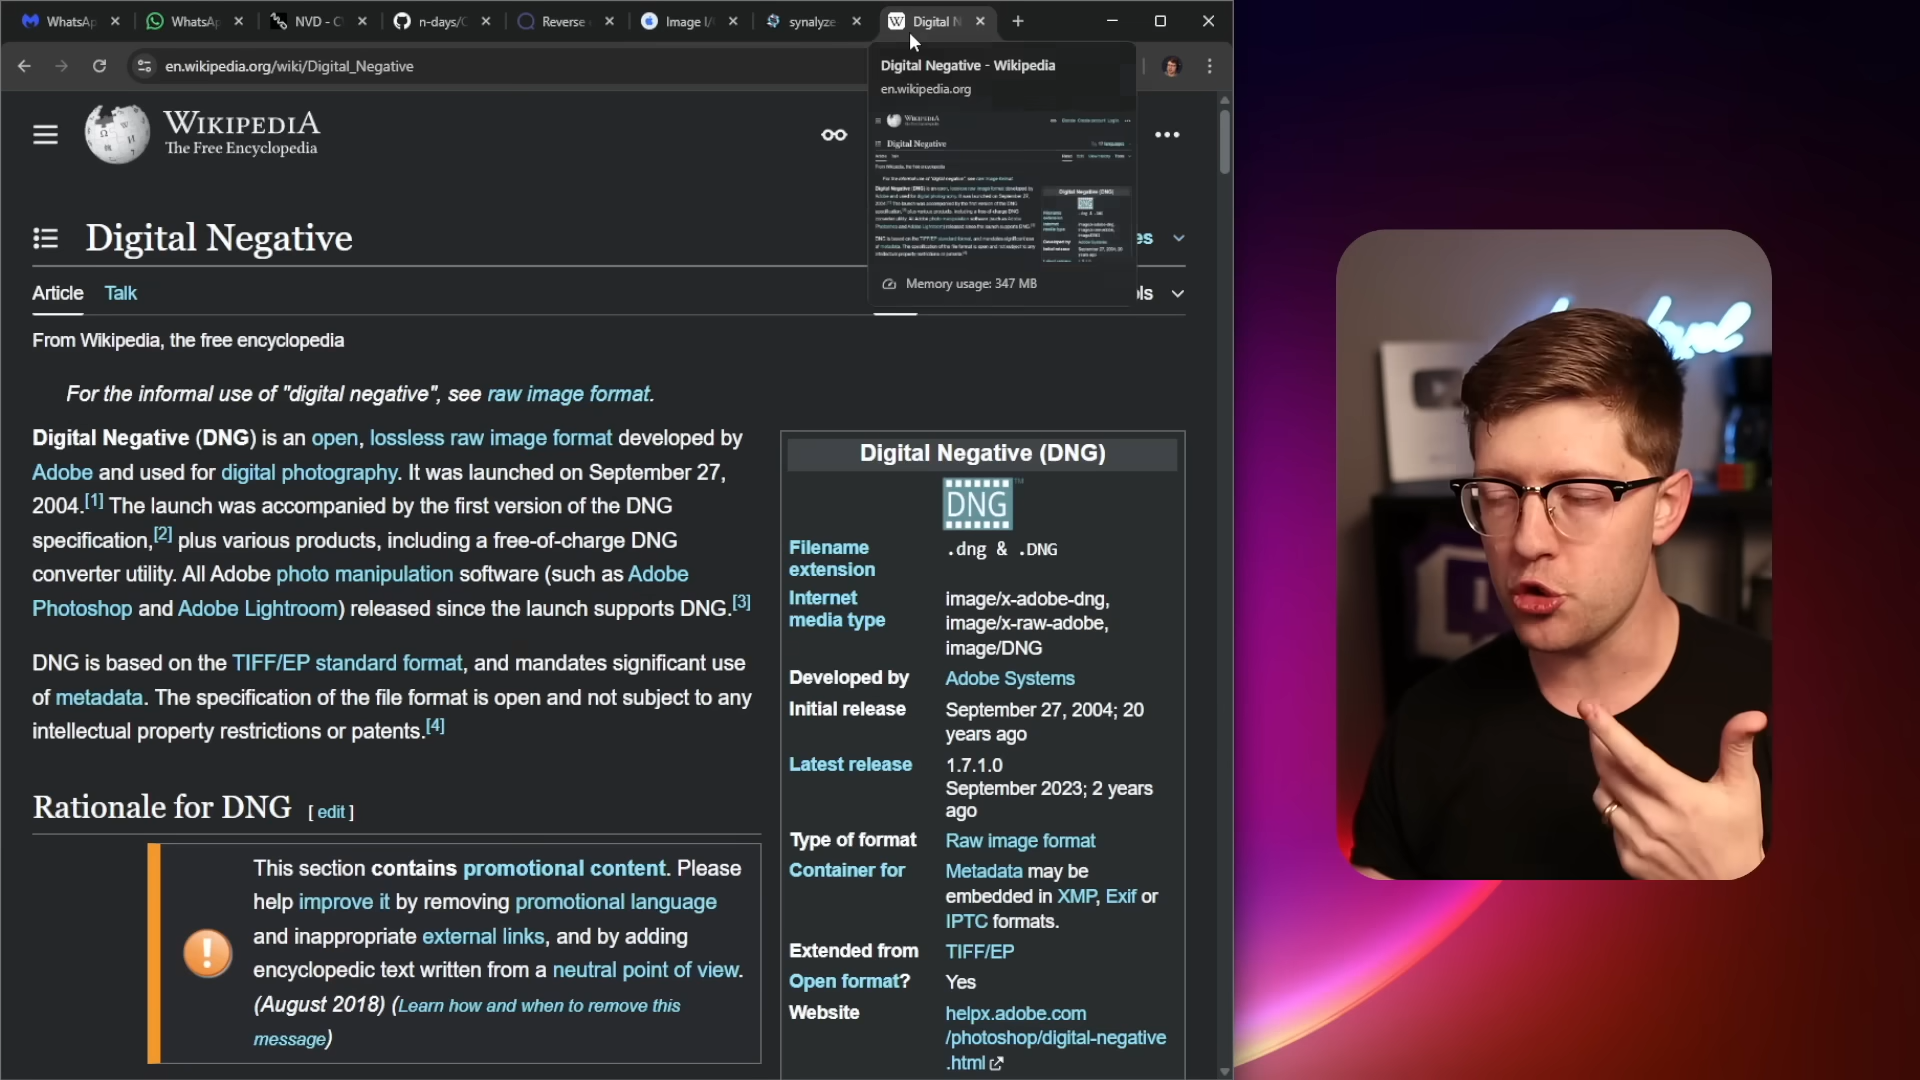 WhatsAp
WhatsAp
NVD - C
n-days/C
Reverse
Image I/
synalyze
Digital N
en.wikipedia.org/wiki/Digital_Negative
Digital Negative - Wikipedia
en.wikipedia.org
Digital Negative
Memory usage: 347 MB
WIKIPEDIA
The Free Encyclopedia
Digital Negative
es
Article Talk
ls
From Wikipedia, the free encyclopedia
For the informal use of "digital negative", see raw image format.
Digital Negative (DNG) is an open, lossless raw image format developed by
Adobe and used for digital photography. It was launched on September 27,
2004.[1] The launch was accompanied by the first version of the DNG
specification,[2] plus various products, including a free-of-charge DNG
converter utility. All Adobe photo manipulation software (such as Adobe
Photoshop and Adobe Lightroom) released since the launch supports DNG.[3]
DNG is based on the TIFF/EP standard format, and mandates significant use
of metadata. The specification of the file format is open and not subject to any
intellectual property restrictions or patents.[4]
Rationale for DNG [ edit ]
This section contains promotional content. Please
help improve it by removing promotional language
and inappropriate external links, and by adding
encyclopedic text written from a neutral point of view.
(August 2018) (Learn how and when to remove this
message)
Digital Negative (DNG)
DNG™
Filename
extension
.dng & .DNG
Internet
media type
image/x-adobe-dng,
image/x-raw-adobe,
image/DNG
Developed by Adobe Systems
Initial release September 27, 2004; 20
years ago
Latest release 1.7.1.0
September 2023; 2 years
ago
Type of format Raw image format
Container for Metadata may be
embedded in XMP, Exif or
IPTC formats.
Extended from TIFF/EP
Open format? Yes
Website helpx.adobe.com
/photoshop/digital-negative
.html